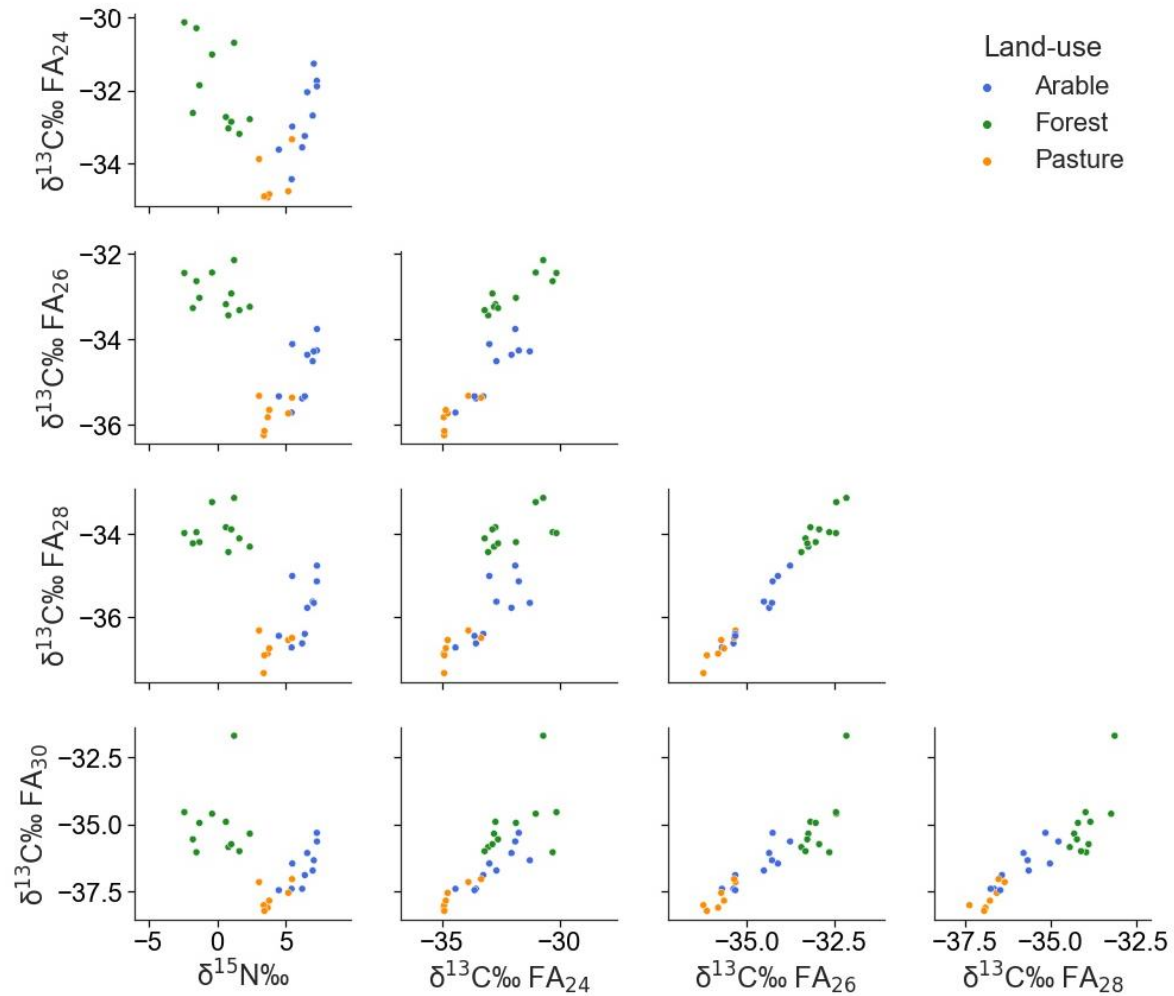 δ¹³C‰ FA₂₄
−30
−32
−34
Land-use
Arable
Forest
Pasture
δ¹³C‰ FA₂₆
−32
−34
−36
δ¹³C‰ FA₂₈
−34
−36
δ¹³C‰ FA₃₀
−32.5
−35.0
−37.5
−5 0 5 −35 −30 −35.0 −32.5 −37.5 −35.0 −32.5
δ¹⁵N‰ δ¹³C‰ FA₂₄ δ¹³C‰ FA₂₆ δ¹³C‰ FA₂₈